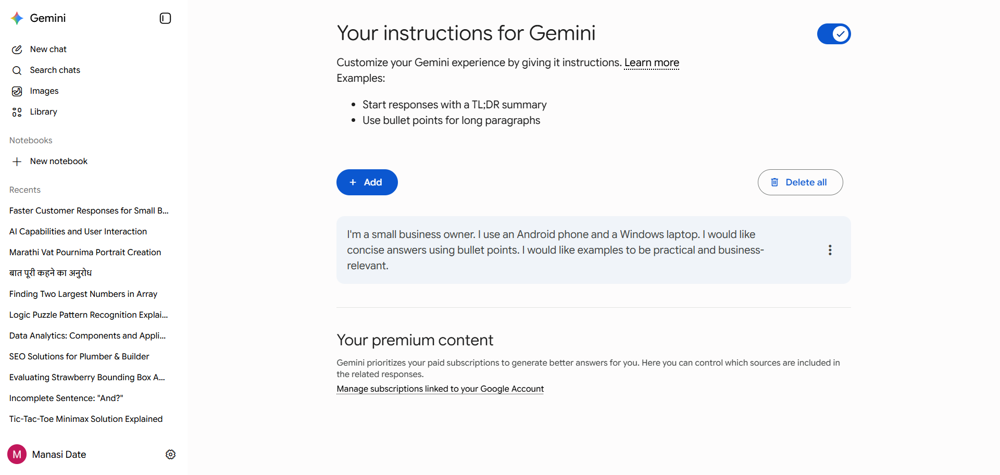 Gemini
New chat
Search chats
Images
Library
Notebooks
New notebook
Recents
Faster Customer Responses for Small B...
AI Capabilities and User Interaction
Marathi Vat Pournima Portrait Creation
बात पूरी कहने का अनुरोध
Finding Two Largest Numbers in Array
Logic Puzzle Pattern Recognition Explai...
Data Analytics: Components and Appli...
SEO Solutions for Plumber & Builder
Evaluating Strawberry Bounding Box A...
Incomplete Sentence: "And?"
Tic-Tac-Toe Minimax Solution Explained
M
Manasi Date
Your instructions for Gemini
Customize your Gemini experience by giving it instructions. Learn more
Examples:
• Start responses with a TL;DR summary
• Use bullet points for long paragraphs
+ Add
Delete all
I'm a small business owner. I use an Android phone and a Windows laptop. I would like
concise answers using bullet points. I would like examples to be practical and business-
relevant.
Your premium content
Gemini prioritizes your paid subscriptions to generate better answers for you. Here you can control which sources are included in
the related responses.
Manage subscriptions linked to your Google Account